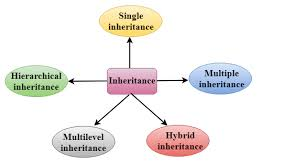 Single
inheritance
Hierarchical
inheritance
Inheritance
Multiple
inheritance
Multilevel
inheritance
Hybrid
inheritance